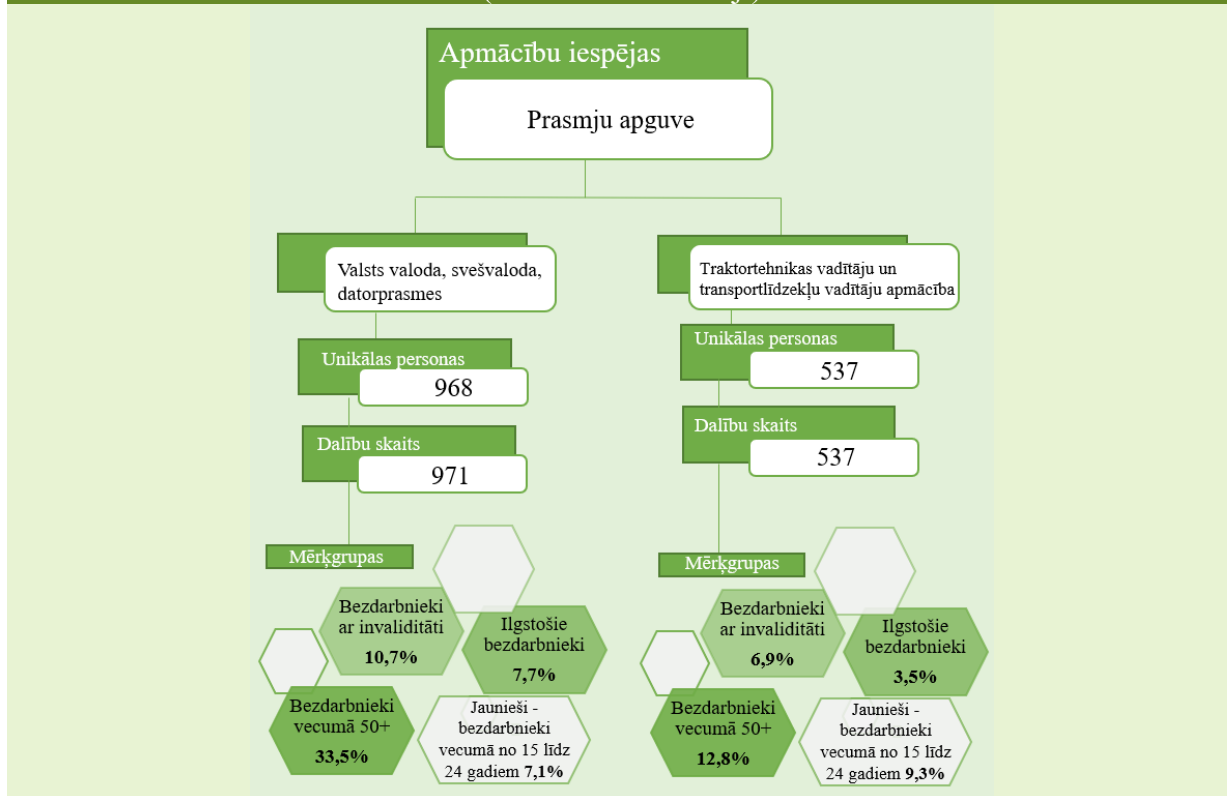 Apmācību iespējas
Prasmju apguve
Valsts valoda, svešvaloda,
datorprasmes
Unikālas personas
968
Dalību skaits
971
Mērķgrupas
Bezdarbnieki
ar invaliditāti
10,7%
Ilgstošie
bezdarbnieki
7,7%
Bezdarbnieki
vecumā 50+
33,5%
Jaunieši -
bezdarbnieki
vecumā no 15 līdz
24 gadiem 7,1%
Traktortehnikas vadītāju un
transportlīdzekļu vadītāju apmācība
Unikālas personas
537
Dalību skaits
537
Mērķgrupas
Bezdarbnieki
ar invaliditāti
6,9%
Ilgstošie
bezdarbnieki
3,5%
Bezdarbnieki
vecumā 50+
12,8%
Jaunieši -
bezdarbnieki
vecumā no 15 līdz
24 gadiem 9,3%